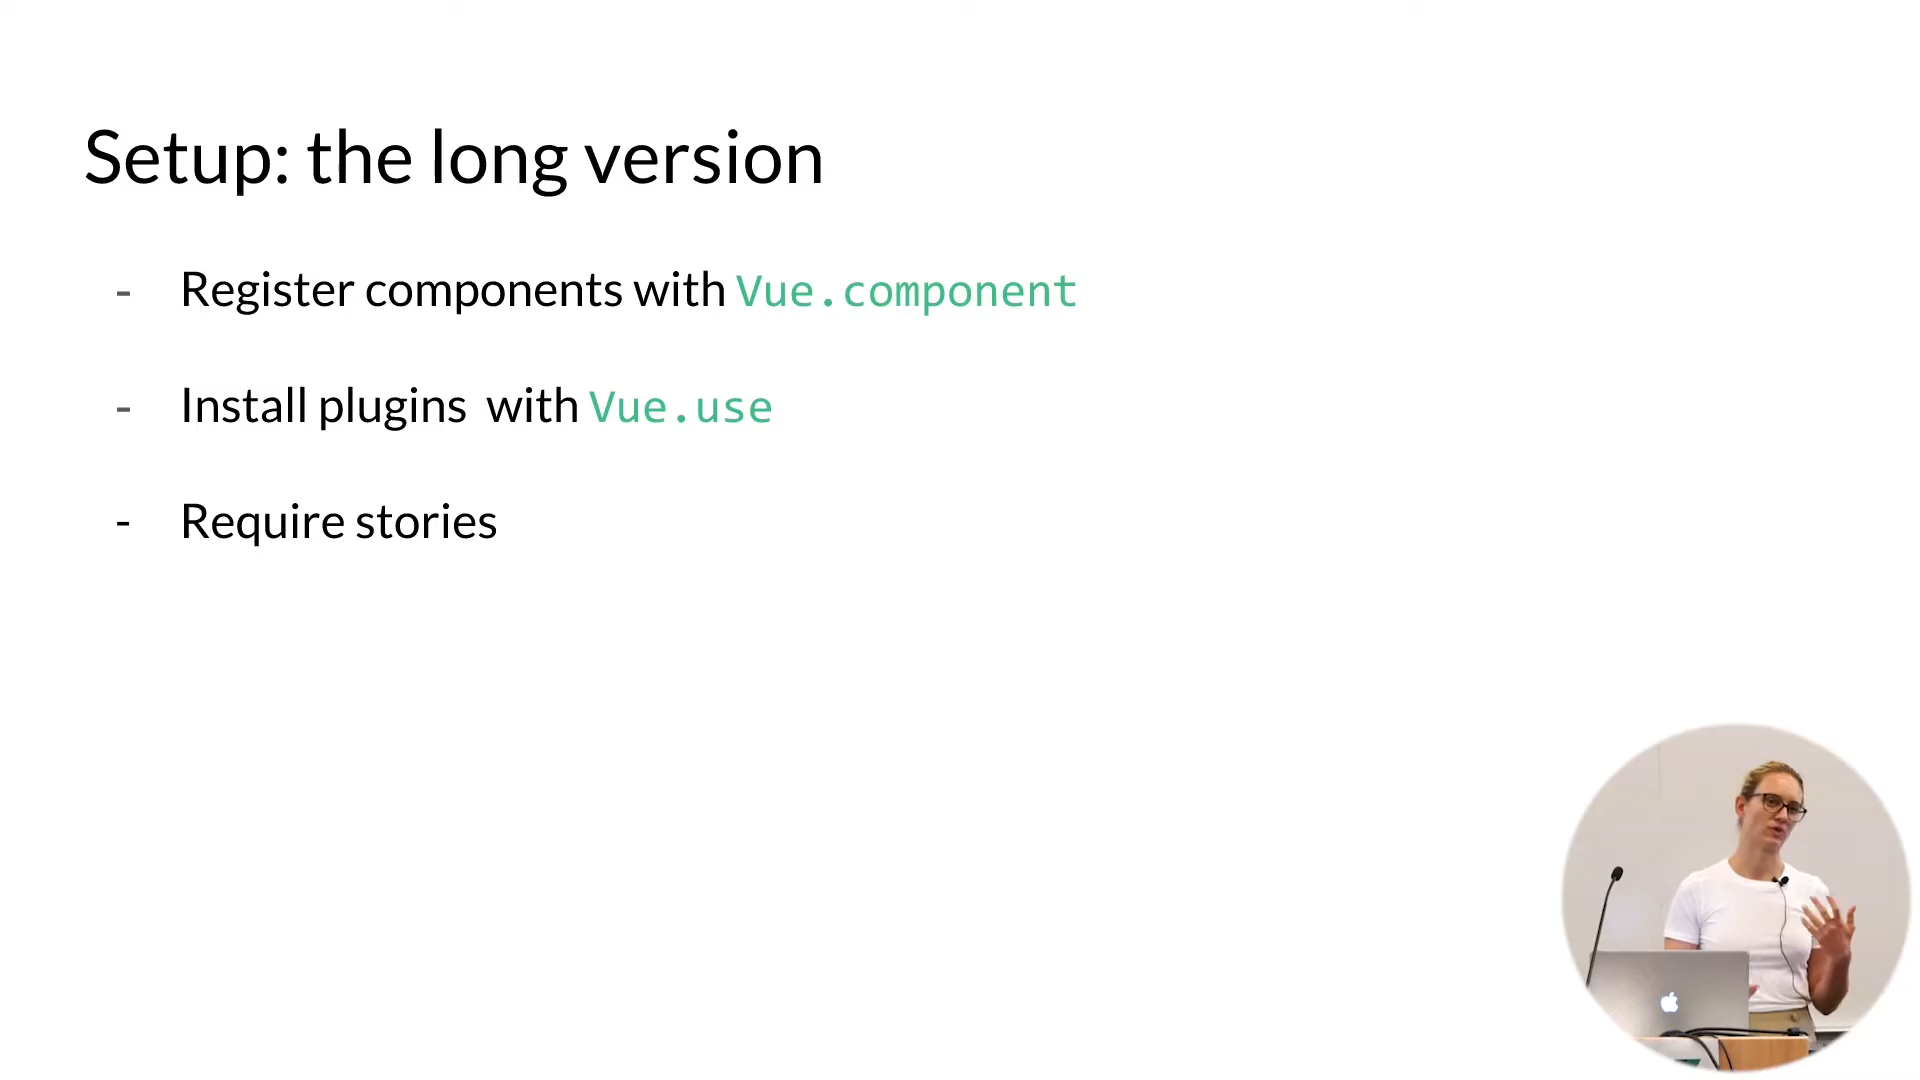 Setup: the long version
- Register components with Vue.component
- Install plugins  with Vue.use
- Require stories